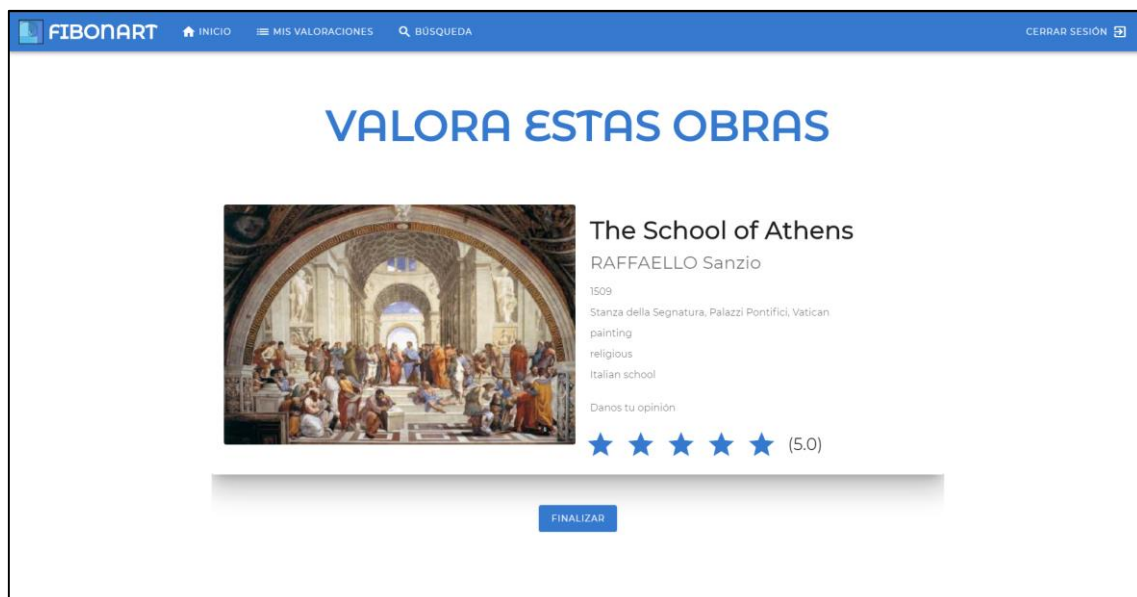 FIBONART
INICIO
MIS VALORACIONES
BÚSQUEDA
CERRAR SESIÓN
VALORA ESTAS OBRAS
The School of Athens
RAFFAELLO Sanzio
1509
Stanza della Segnatura, Palazzi Pontifici, Vatican
painting
religious
Italian school
Danos tu opinión
(5.0)
FINALIZAR